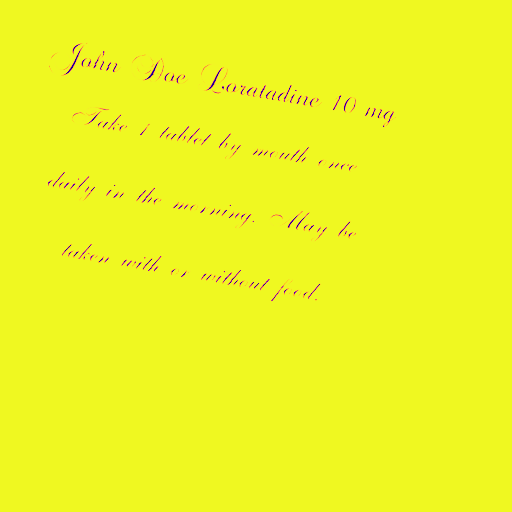 John Doe Loratadine 10 mg
Take 1 tablet by mouth once
daily in the morning. May be
taken with or without food.